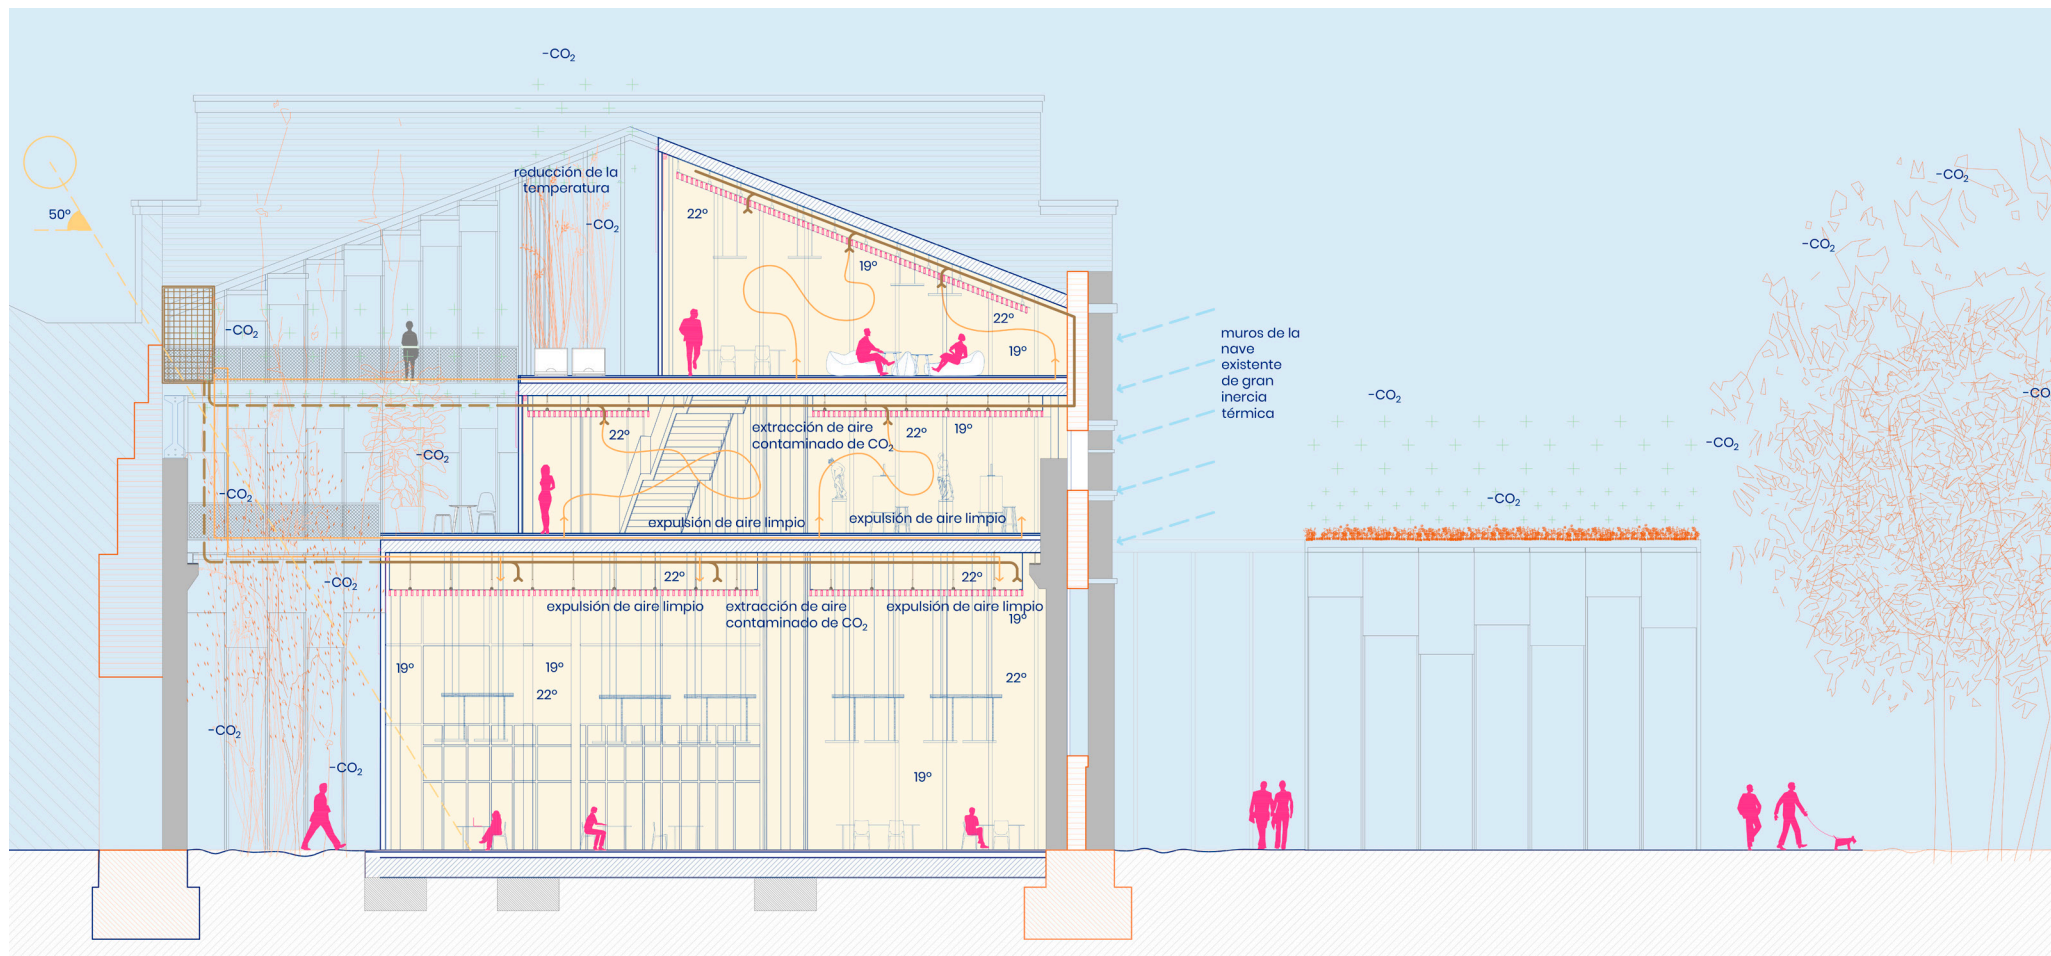 -CO₂
50º
reducción de la
temperatura
-CO₂
22º
19º
22º
19º
-CO₂
-CO₂
-CO₂
muros de la
nave
existente
de gran
inercia
térmica
-CO₂
-CO
-CO₂
-CO₂
-CO₂
-CO₂
22º
extracción de aire
contaminado de CO₂
22º
19º
expulsión de aire limpio
expulsión de aire limpio
-CO₂
22º
22º
expulsión de aire limpio
extracción de aire
contaminado de CO₂
expulsión de aire limpio
19º
19º
19º
22º
22º
19º
-CO₂
-CO₂